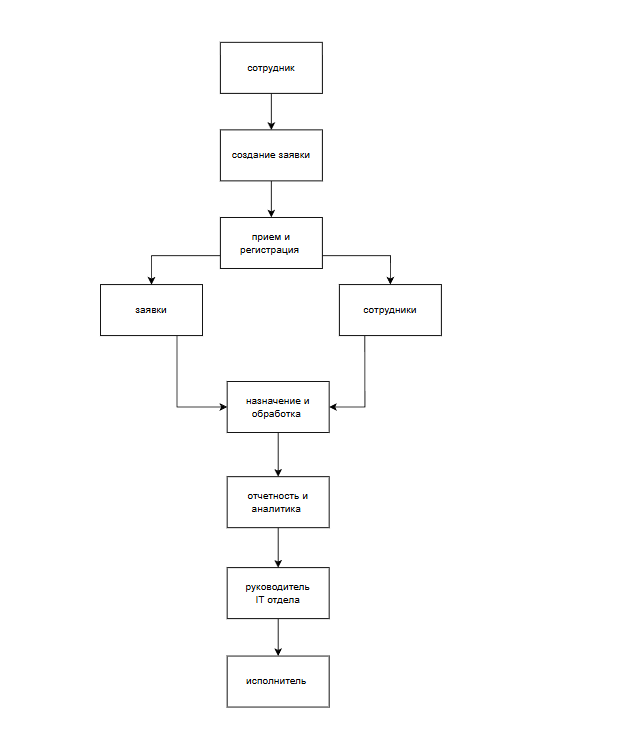 сотрудник
создание заявки
прием и
регистрация
заявки
сотрудники
назначение и
обработка
отчетность и
аналитика
руководитель
IT отдела
исполнитель